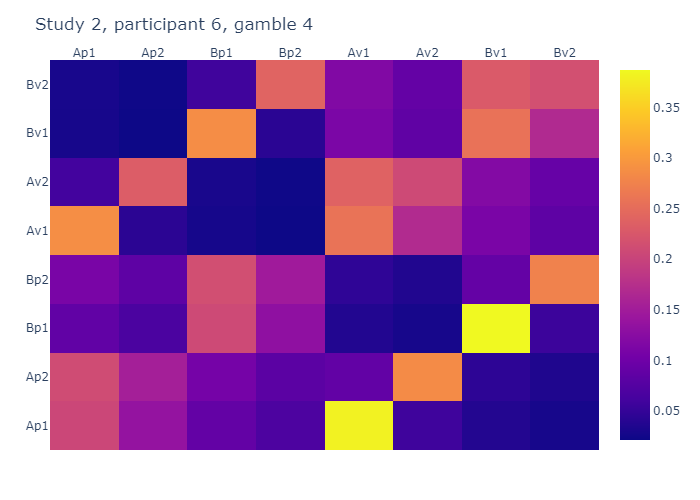 Study 2, participant 6, gamble 4
Ap1 Ap2 Bp1 Bp2 Av1 Av2 Bv1 Bv2
Bv2
Bv1
Av2
Av1
Bp2
Bp1
Ap2
Ap1
0.35
0.3
0.25
0.2
0.15
0.1
0.05